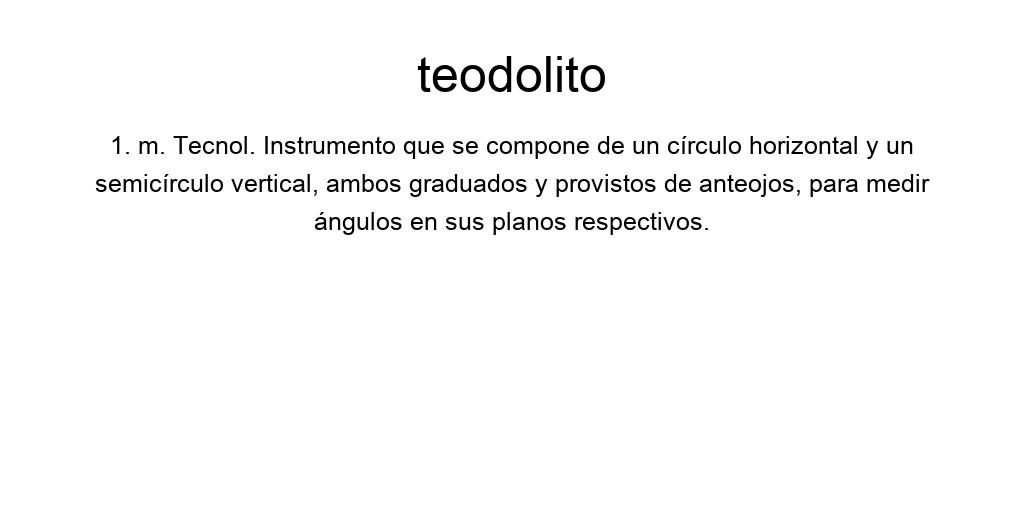 teodolito
1. m. Tecnol. Instrumento que se compone de un círculo horizontal y un
semicírculo vertical, ambos graduados y provistos de anteojos, para medir
ángulos en sus planos respectivos.